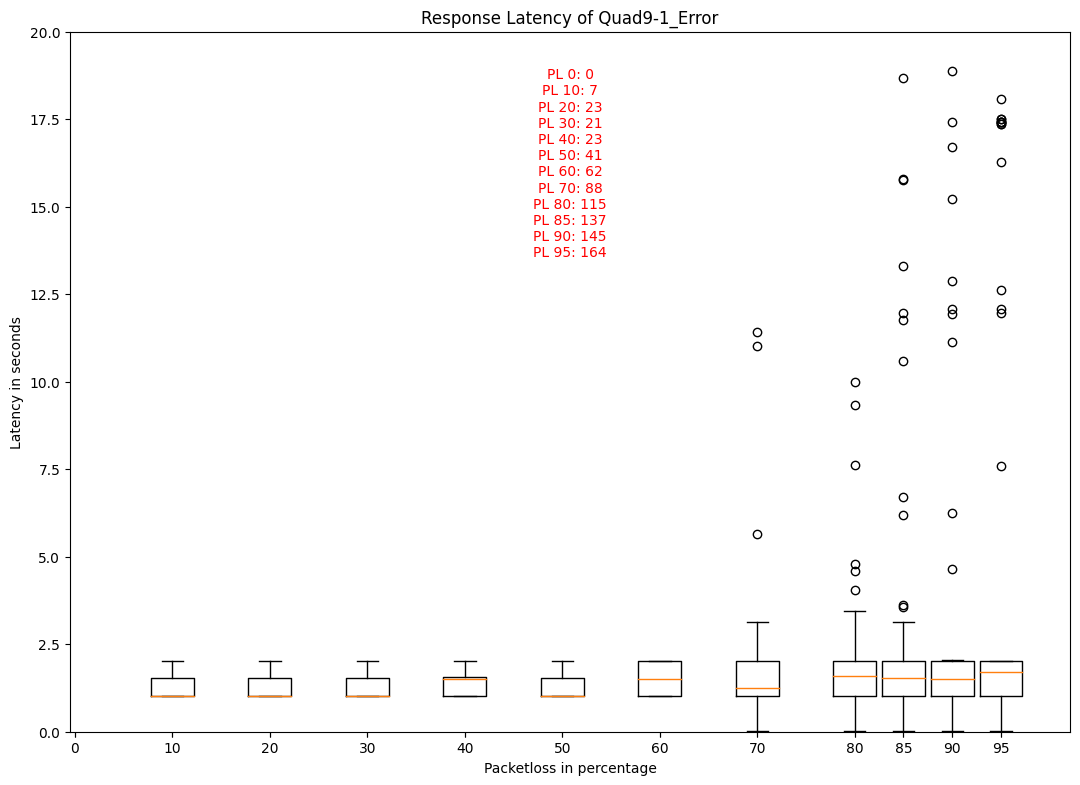 Response Latency of Quad9-1_Error
20.0
17.5
15.0
12.5
10.0
7.5
5.0
2.5
0.0
Latency in seconds
PL 0: 0
PL 10: 7
PL 20: 23
PL 30: 21
PL 40: 23
PL 50: 41
PL 60: 62
PL 70: 88
PL 80: 115
PL 85: 137
PL 90: 145
PL 95: 164
0 10 20 30 40 50 60 70 80 85 90 95
Packetloss in percentage